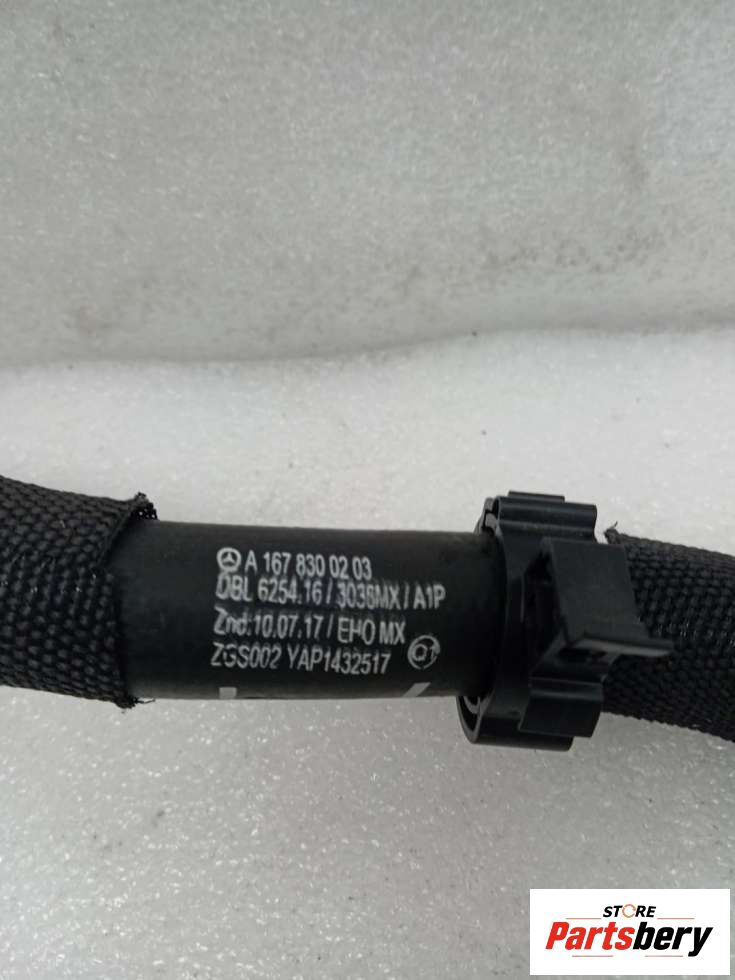 A 167 830 02 03
DBL 6254.16 / 3036MX / A1P
Znd:10.07.17 / EHO MX
ZGS002 YAP1432517 Q1
STORE
Partsbery